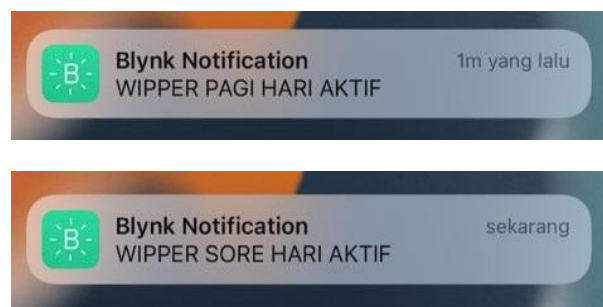 B
Blynk Notification
1m yang lalu
WIPPER PAGI HARI AKTIF
B
Blynk Notification
sekarang
WIPPER SORE HARI AKTIF